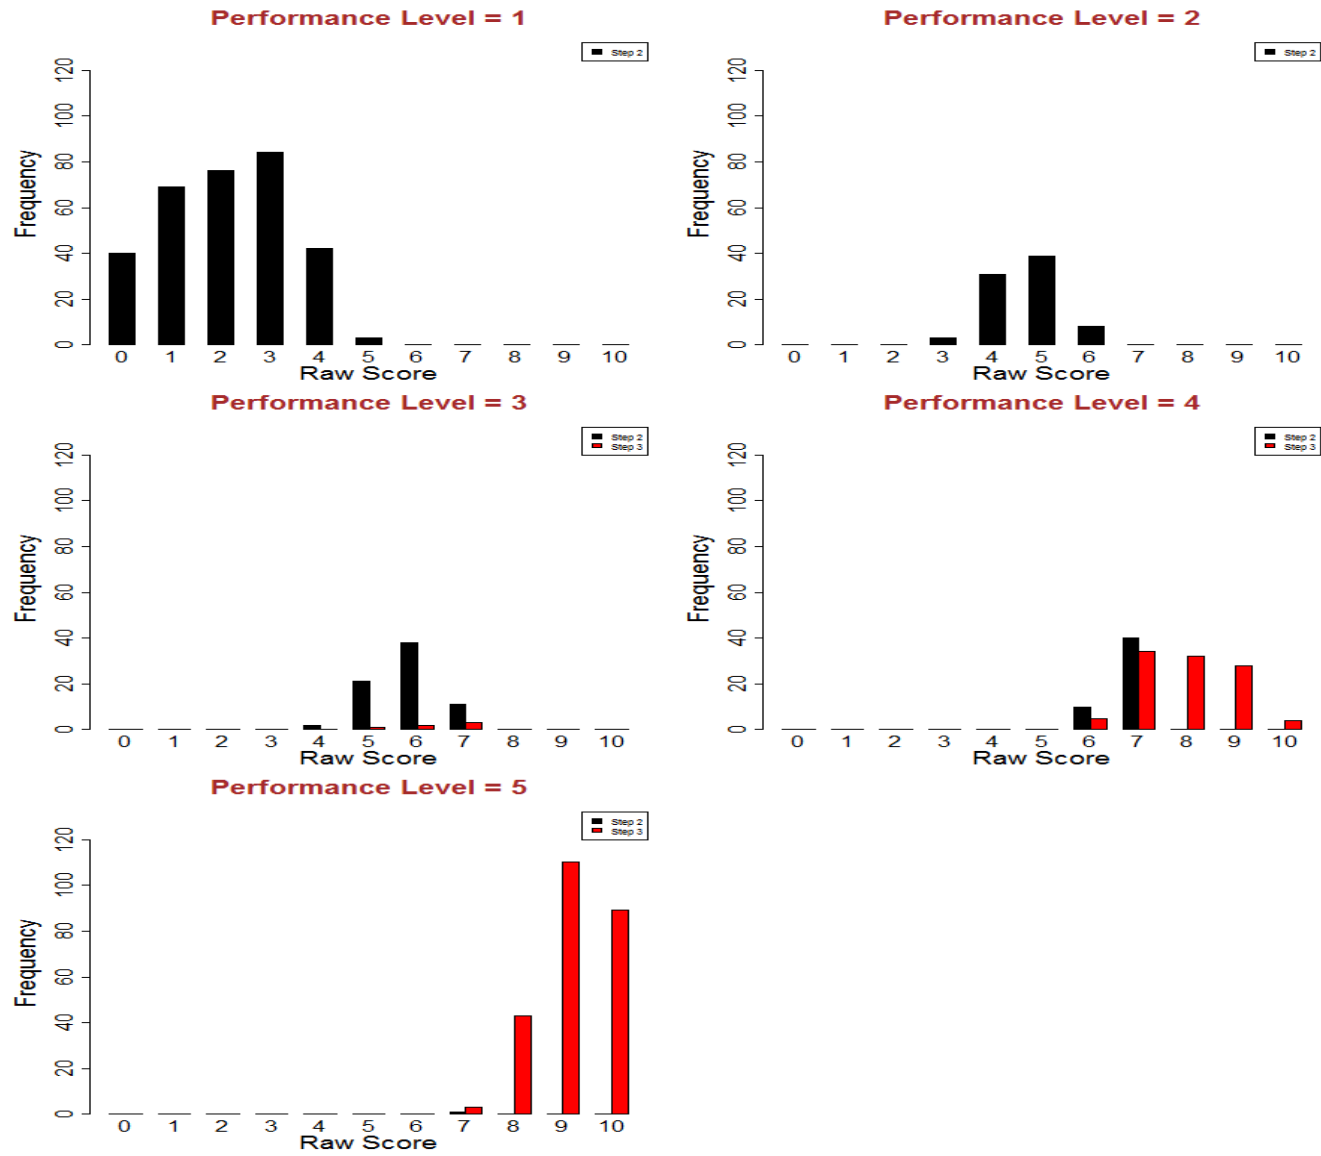 Performance Level = 1
Step 2
Frequency
0 20 40 60 80 100 120
0 1 2 3 4 5 6 7 8 9 10
Raw Score
Performance Level = 2
Step 2
Frequency
0 20 40 60 80 100 120
0 1 2 3 4 5 6 7 8 9 10
Raw Score
Performance Level = 3
Step 2
Step 3
Frequency
0 20 40 60 80 100 120
0 1 2 3 4 5 6 7 8 9 10
Raw Score
Performance Level = 4
Step 2
Step 3
Frequency
0 20 40 60 80 100 120
0 1 2 3 4 5 6 7 8 9 10
Raw Score
Performance Level = 5
Step 2
Step 3
Frequency
0 20 40 60 80 100 120
0 1 2 3 4 5 6 7 8 9 10
Raw Score